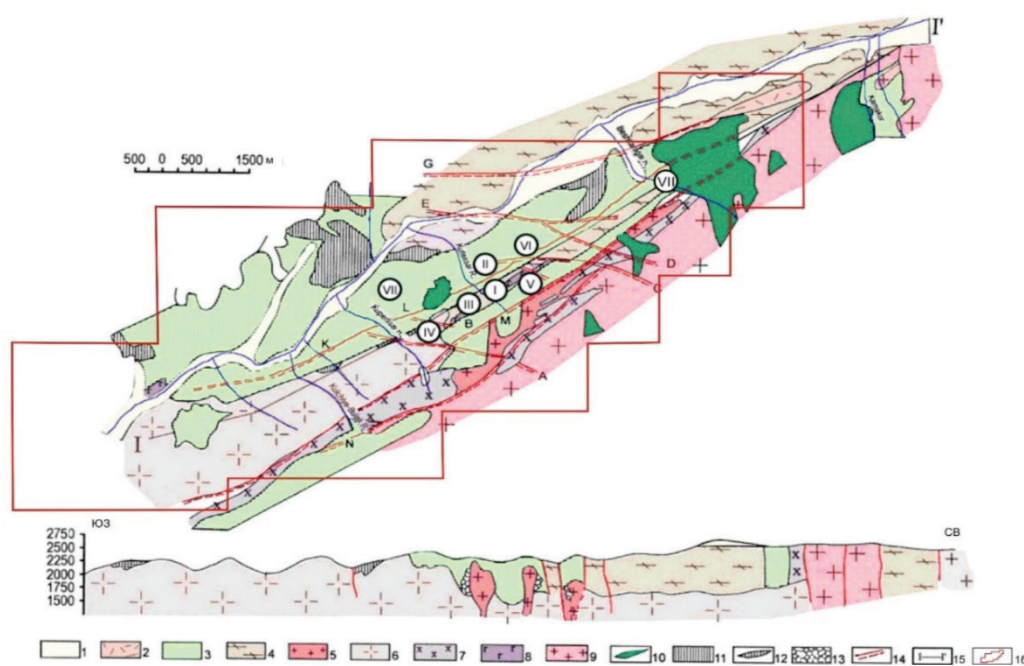 I'
G
500 0 500 1500 м
VII
E
VI
II
D
VII
I
V
C
L
III
B
M
IV
K
A
I
N
ЮЗ
СВ
2750
2500
2250
2000
1750
1500
1 2 3 4 5 6 7 8 9 10 11 12 13 14 15 16